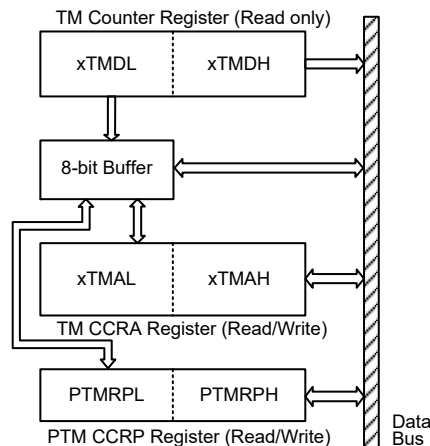 TM Counter Register (Read only)
xTMDL xTMDH
8-bit Buffer
xTMAL xTMAH
TM CCRA Register (Read/Write)
PTMRPL PTMRPH
PTM CCRP Register (Read/Write)
Data
Bus